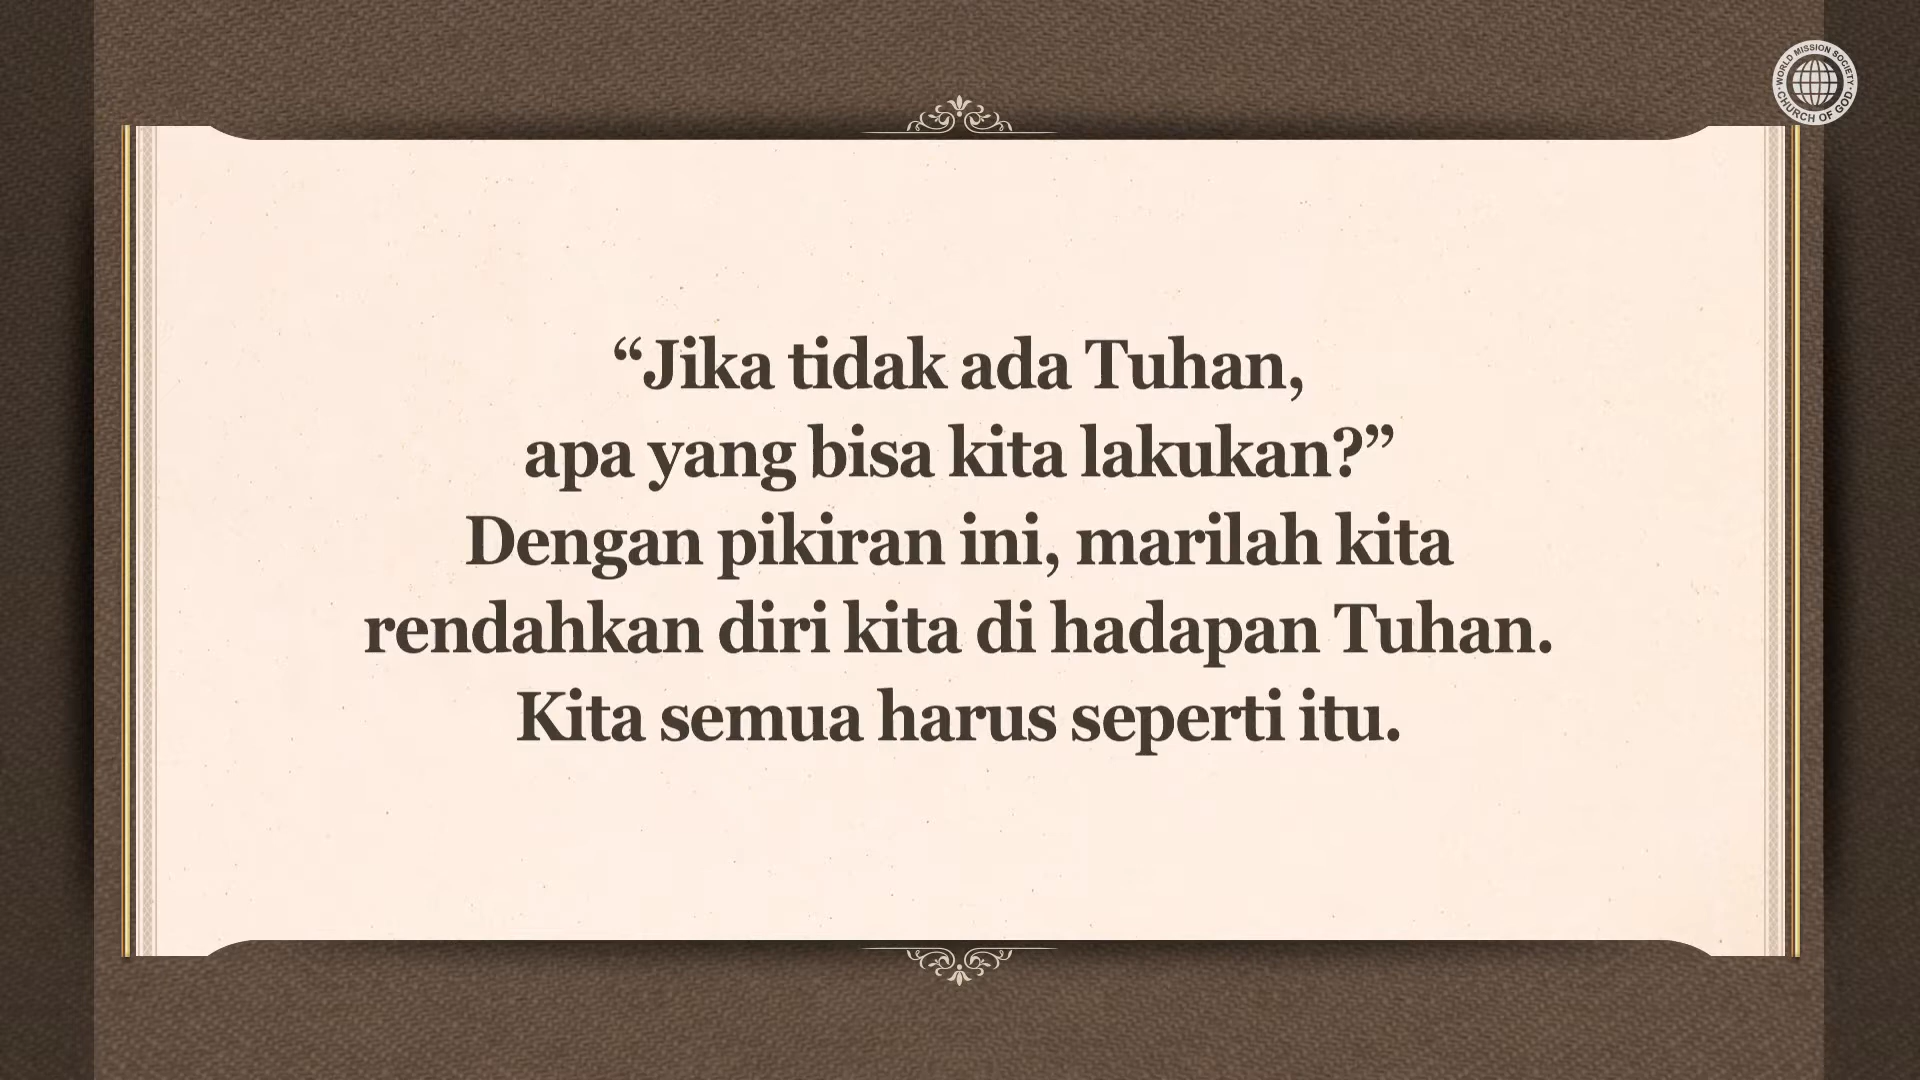 WORLD MISSION SOCIETY
CHURCH OF GOD
“Jika tidak ada Tuhan,
apa yang bisa kita lakukan?”
Dengan pikiran ini, marilah kita
rendahkan diri kita di hadapan Tuhan.
Kita semua harus seperti itu.